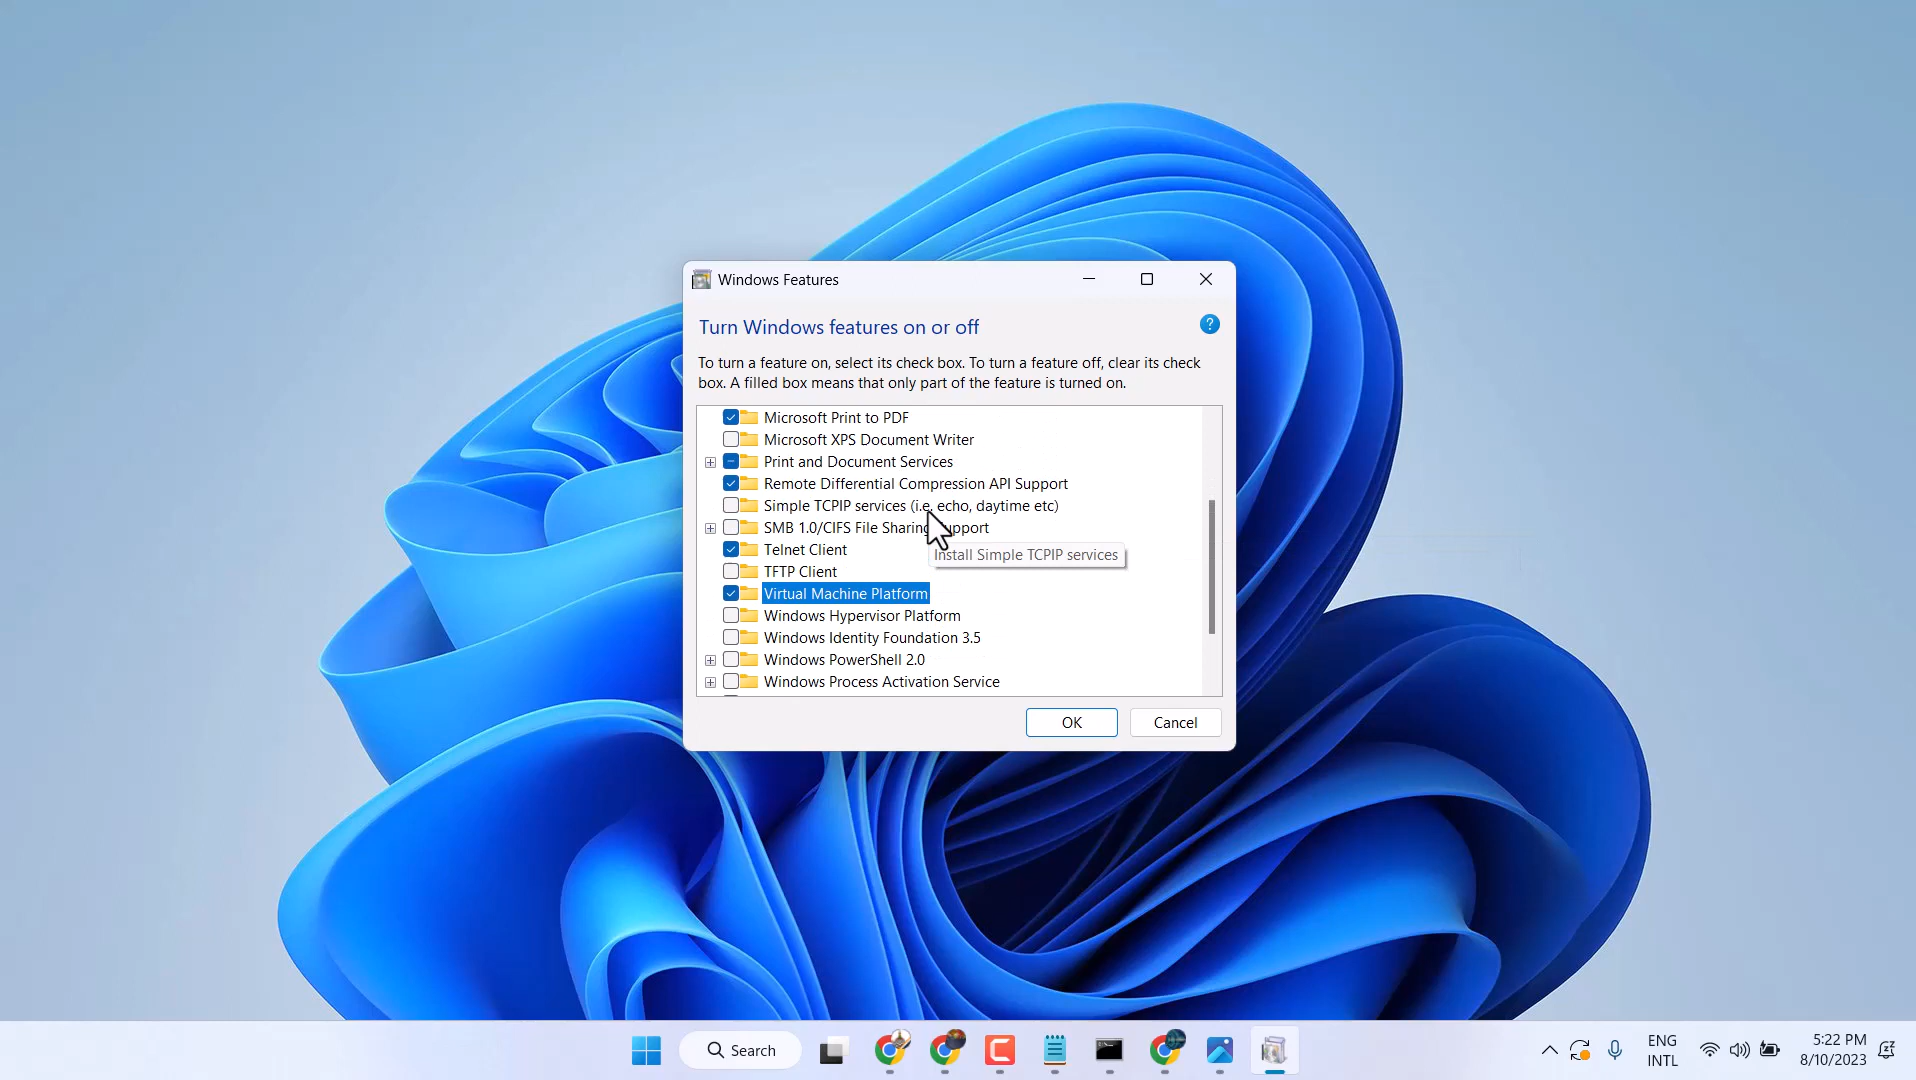 Windows Features
Turn Windows features on or off
To turn a feature on, select its check box. To turn a feature off, clear its check
box. A filled box means that only part of the feature is turned on.
Microsoft Print to PDF
Microsoft XPS Document Writer
Print and Document Services
Remote Differential Compression API Support
Simple TCPIP services (i.e. echo, daytime etc)
SMB 1.0/CIFS File Sharing Support
Telnet Client
Install Simple TCPIP services
TFTP Client
Virtual Machine Platform
Windows Hypervisor Platform
Windows Identity Foundation 3.5
Windows PowerShell 2.0
Windows Process Activation Service
OK
Cancel
Search
ENG
INTL
5:22 PM
8/10/2023